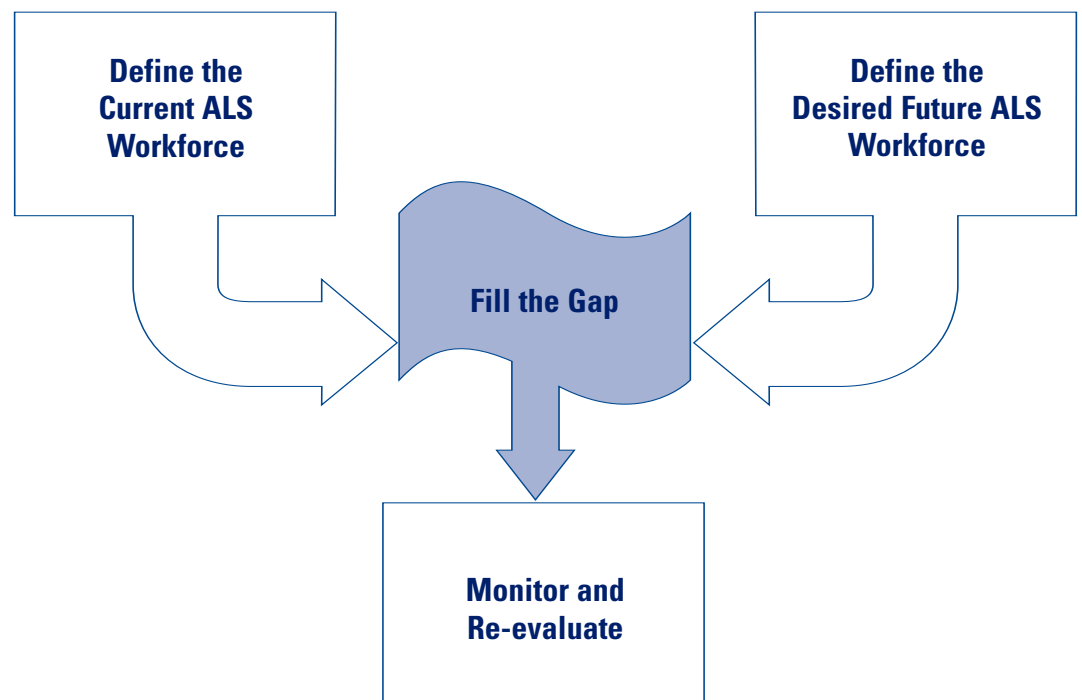 Define the
Current ALS
Workforce
Define the
Desired Future ALS
Workforce
Fill the Gap
Monitor and
Re-evaluate